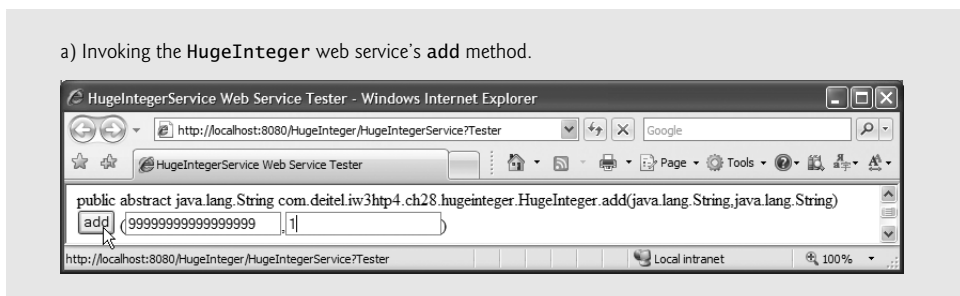 a) Invoking the HugeInteger web service's add method.
HugeIntegerService Web Service Tester - Windows Internet Explorer
http://localhost:8080/HugeInteger/HugeIntegerService?Tester
Google
HugeIntegerService Web Service Tester
Page
Tools
public abstract java.lang.String com.deitel.iw3htp4.ch28.hugeinteger.HugeInteger.add(java.lang.String,java.lang.String)
add (99999999999999999 ,1 )
http://localhost:8080/HugeInteger/HugeIntegerService?Tester
Local intranet
100%